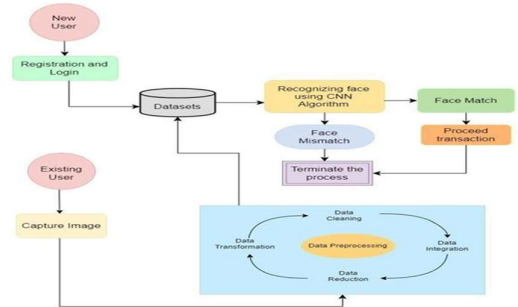 New
User
Registration and
Login
Datasets
Recognizing face
using CNN
Algorithm
Face Match
Face
Mismatch
Proceed
transaction
Terminate the
process
Existing
User
Capture Image
Data
Cleaning
Data
Transformation
Data Preprocessing
Data
Integration
Data
Reduction